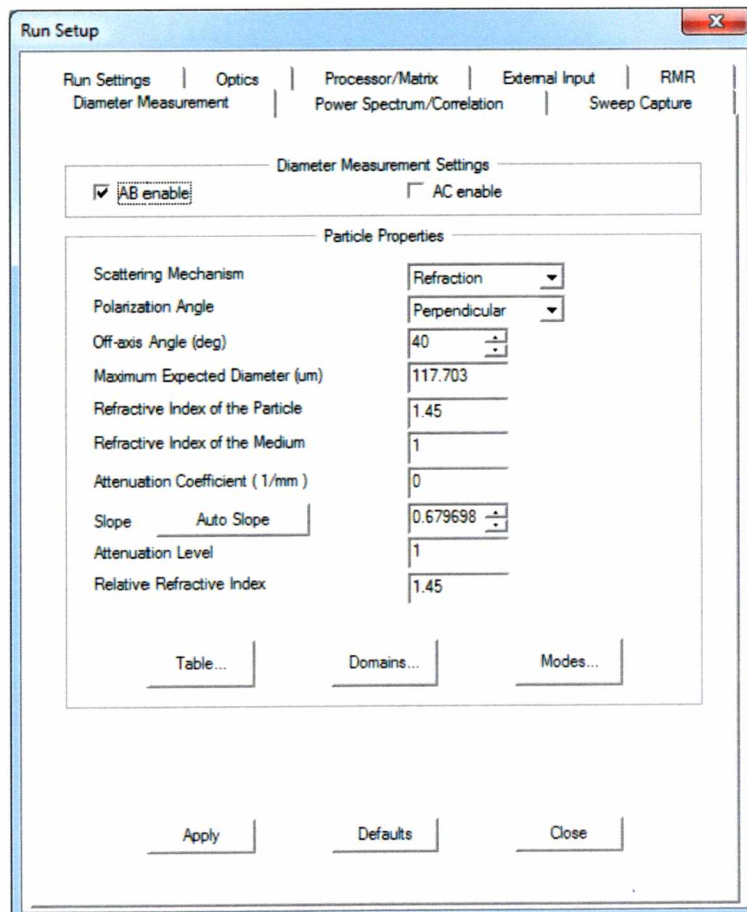 Run Setup
Run Settings Optics Processor/Matrix External Input RMR
Diameter Measurement Power Spectrum/Correlation Sweep Capture
Diameter Measurement Settings
AB enable AC enable
Particle Properties
Scattering Mechanism Refraction
Polarization Angle Perpendicular
Off-axis Angle (deg) 40
Maximum Expected Diameter (um) 117.703
Refractive Index of the Particle 1.45
Refractive Index of the Medium 1
Attenuation Coefficient ( 1/mm ) 0
Slope Auto Slope 0.679698
Attenuation Level 1
Relative Refractive Index 1.45
Table... Domains... Modes...
Apply Defaults Close